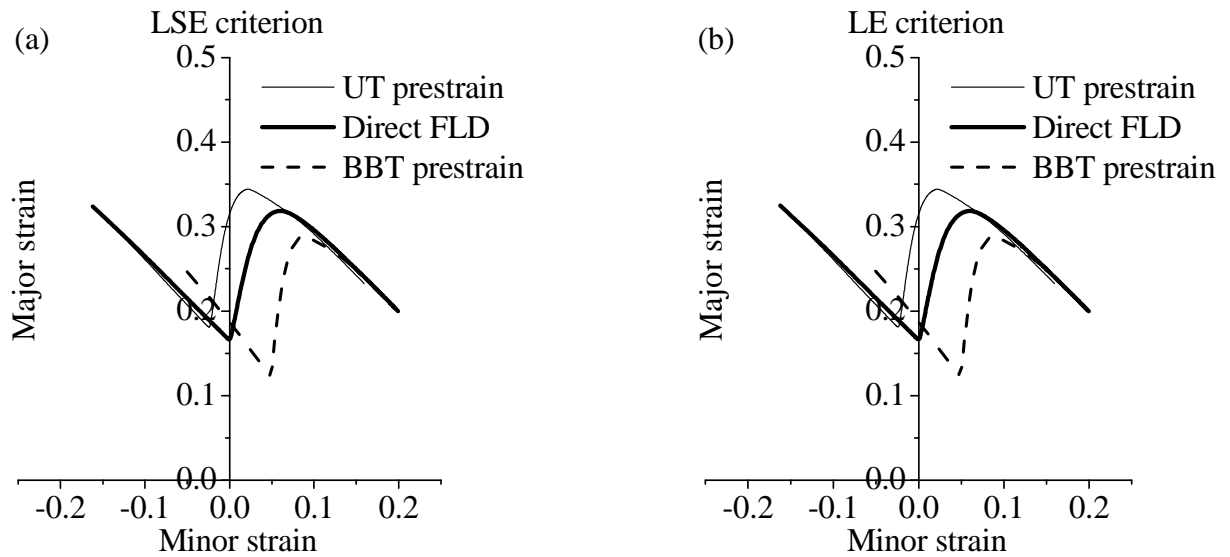 (a)
LSE criterion
0.5
UT prestrain
Direct FLD
BBT prestrain
0.4
0.3
0.2
0.1
0.0
Major strain
-0.2 -0.1 0.0 0.1 0.2
Minor strain
(b)
LE criterion
0.5
UT prestrain
Direct FLD
BBT prestrain
0.4
0.3
0.2
0.1
0.0
Major strain
-0.2 -0.1 0.0 0.1 0.2
Minor strain